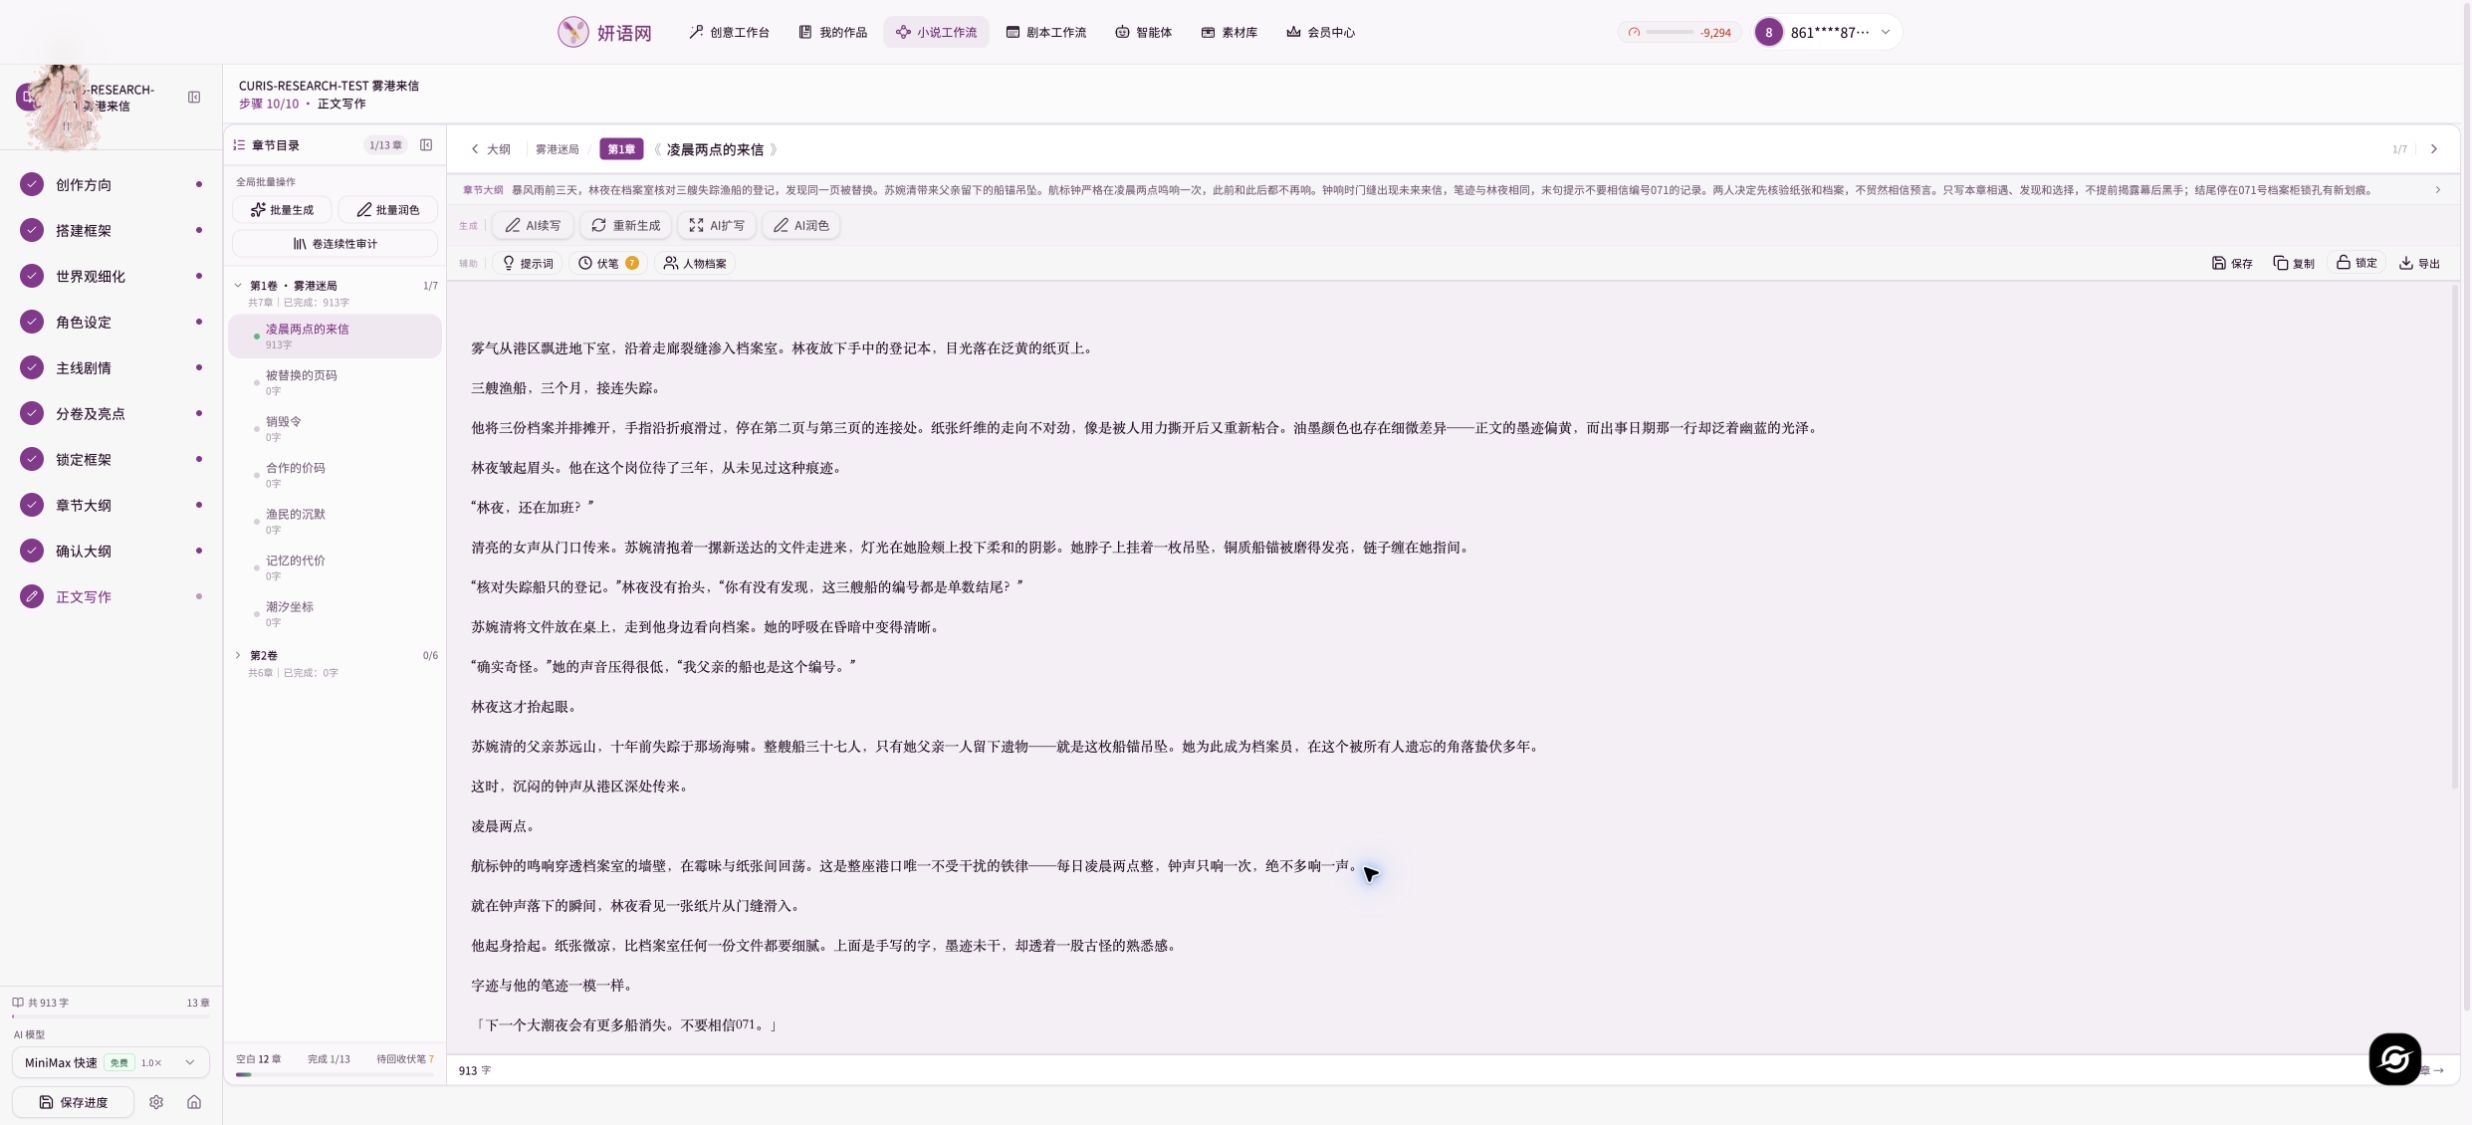 妍语网
创意工作台
我的作品
小说工作流
剧本工作流
智能体
素材库
会员中心
-9,294
8
861****87···
CURIS-RESEARCH-TEST 雾港来信
步骤 10/10 · 正文写作
创作方向
搭建框架
世界观细化
角色设定
主线剧情
分卷及亮点
锁定框架
章节大纲
确认大纲
正文写作
共 913 字
13 章
AI 模型
MiniMax 快速 免费 1.0×
保存进度
章节目录
1/13 章
全局批量操作
批量生成
批量润色
卷连续性审计
第1卷 · 雾港迷局
1/7
共7章｜已完成：913字
凌晨两点的来信
913字
被替换的页码
0字
销毁令
0字
合作的价码
0字
渔民的沉默
0字
记忆的代价
0字
潮汐坐标
0字
第2卷
0/6
共6章｜已完成：0字
空白 12 章
完成 1/13
待回收伏笔 7
大纲
雾港迷局
第1章
《 凌晨两点的来信 》
1/7
章节大纲 暴风雨前三天，林夜在档案室核对三艘失踪渔船的登记，发现同一页被替换。苏婉清带来父亲留下的船锚吊坠。航标钟严格在凌晨两点鸣响一次，此前和此后都不再响。钟响时门缝出现未来来信，笔迹与林夜相同，末句提示不要相信编号071的记录。两人决定先核验纸张和档案，不贸然相信预言。只写本章相遇、发现和选择，不提前揭露幕后黑手；结尾停在071号档案柜锁孔有新划痕。
生成
AI续写
重新生成
AI扩写
AI润色
辅助
提示词
伏笔 7
人物档案
保存
复制
锁定
导出
雾气从港区飘进地下室，沿着走廊裂缝渗入档案室。林夜放下手中的登记本，目光落在泛黄的纸页上。
三艘渔船，三个月，接连失踪。
他将三份档案并排摊开，手指沿折痕滑过，停在第二页与第三页的连接处。纸张纤维的走向不对劲，像是被人用力撕开后又重新粘合。油墨颜色也存在细微差异——正文的墨迹偏黄，而出事日期那一行却泛着幽蓝的光泽。
林夜皱起眉头。他在这个岗位待了三年，从未见过这种痕迹。
“林夜，还在加班？”
清亮的女声从门口传来。苏婉清抱着一摞新送达的文件走进来，灯光在她脸颊上投下柔和的阴影。她脖子上挂着一枚吊坠，铜质船锚被磨得发亮，链子缠在她指间。
“核对失踪船只的登记。”林夜没有抬头，“你有没有发现，这三艘船的编号都是单数结尾？”
苏婉清将文件放在桌上，走到他身边看向档案。她的呼吸在昏暗中变得清晰。
“确实奇怪。”她的声音压得很低，“我父亲的船也是这个编号。”
林夜这才抬起眼。
苏婉清的父亲苏远山，十年前失踪于那场海啸。整艘船三十七人，只有她父亲一人留下遗物——就是这枚船锚吊坠。她为此成为档案员，在这个被所有人遗忘的角落蛰伏多年。
这时，沉闷的钟声从港区深处传来。
凌晨两点。
航标钟的鸣响穿透档案室的墙壁，在霉味与纸张间回荡。这是整座港口唯一不受干扰的铁律——每日凌晨两点整，钟声只响一次，绝不多响一声。
就在钟声落下的瞬间，林夜看见一张纸片从门缝滑入。
他起身拾起。纸张微凉，比档案室任何一份文件都要细腻。上面是手写的字，墨迹未干，却透着一股古怪的熟悉感。
字迹与他的笔迹一模一样。
「下一个大潮夜会有更多船消失。不要相信071。」
913 字
章 →